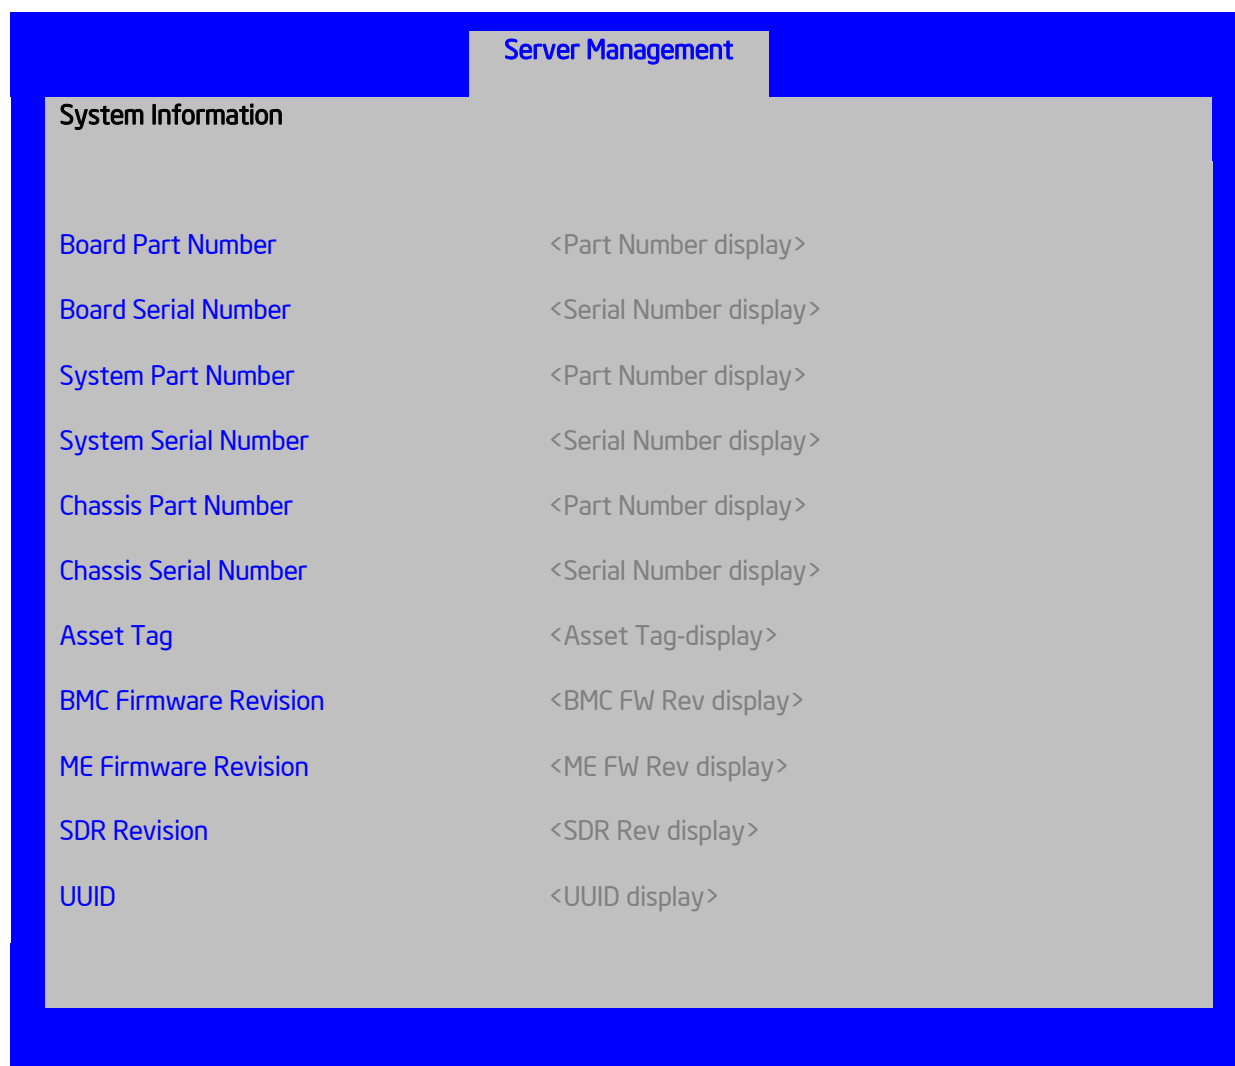 Server Management
System Information
Board Part Number <Part Number display>
Board Serial Number <Serial Number display>
System Part Number <Part Number display>
System Serial Number <Serial Number display>
Chassis Part Number <Part Number display>
Chassis Serial Number <Serial Number display>
Asset Tag <Asset Tag-display>
BMC Firmware Revision <BMC FW Rev display>
ME Firmware Revision <ME FW Rev display>
SDR Revision <SDR Rev display>
UUID <UUID display>